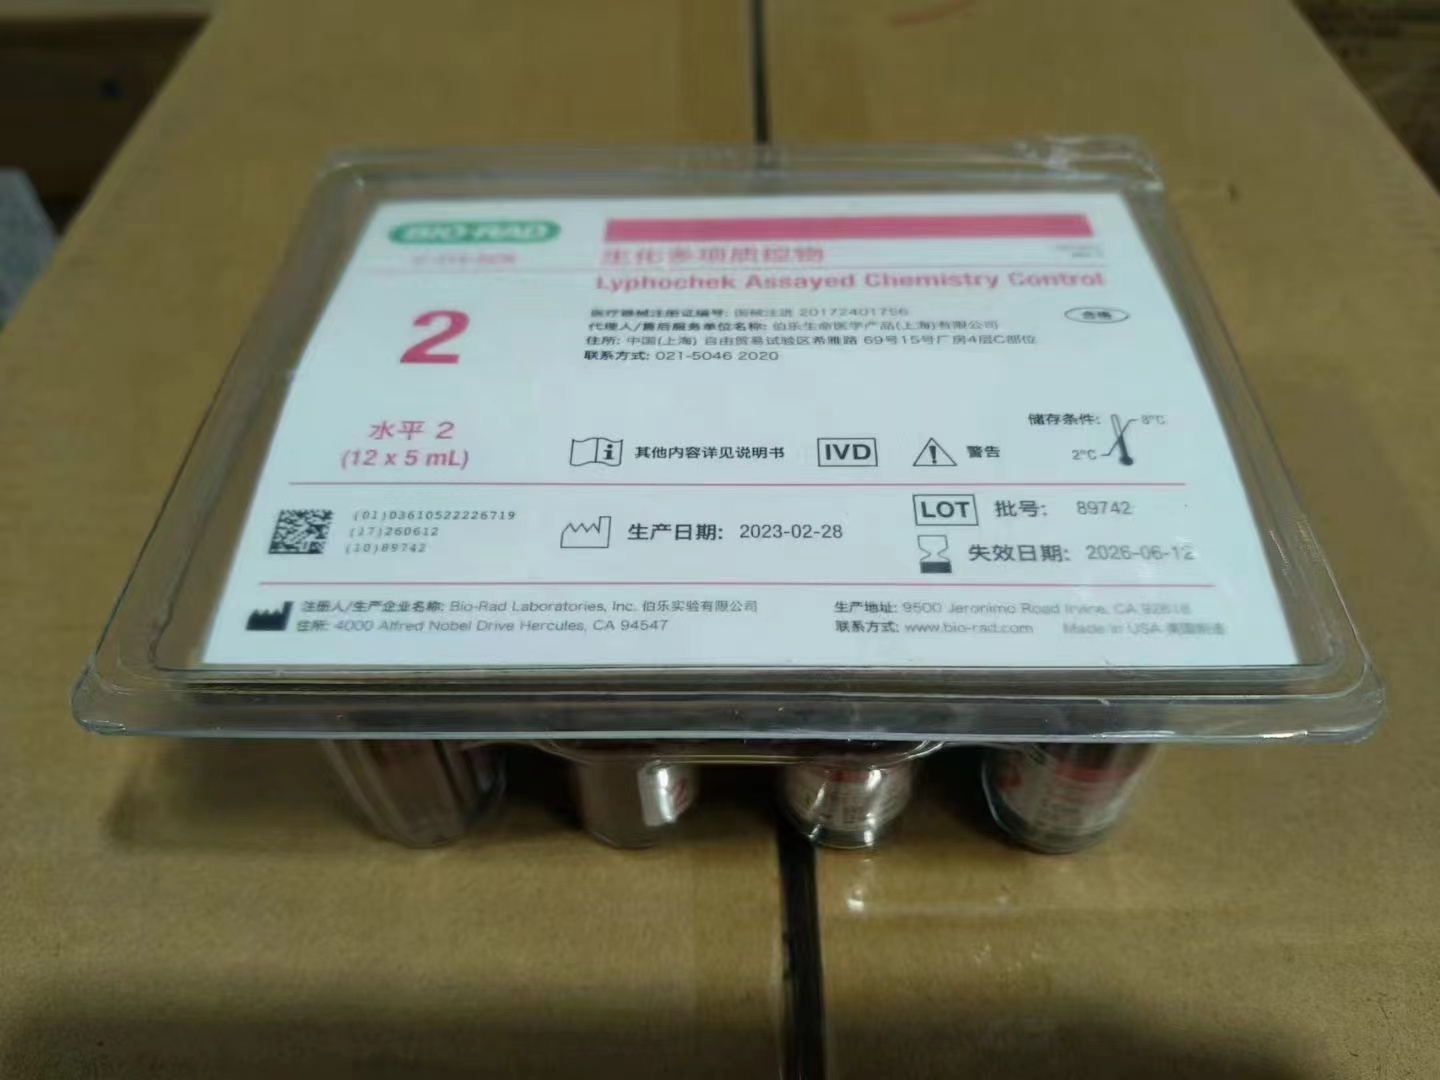 BIO-RAD
生化多项质控物
Lyphochek Assayed Chemistry Control
2
医疗器械注册证编号: 国械注进 20172401756
代理人/售后服务单位名称: 伯乐生命医学产品(上海)有限公司
住所: 中国(上海) 自由贸易试验区希雅路 69号15号厂房4层C部位
联系方式: 021-5046 2020
合格
水平 2
(12 x 5 mL)
其他内容详见说明书
IVD
警告
储存条件:
8°C
2°C
(01)03610522226719
(17)260612
(10)89742
生产日期: 2023-02-28
LOT 批号: 89742
失效日期: 2026-06-12
注册人/生产企业名称: Bio-Rad Laboratories, Inc. 伯乐实验有限公司
住所: 4000 Alfred Nobel Drive Hercules, CA 94547
生产地址: 9500 Jeronimo Road Irvine, CA 92618
联系方式: www.bio-rad.com Made in USA 美国制造
2